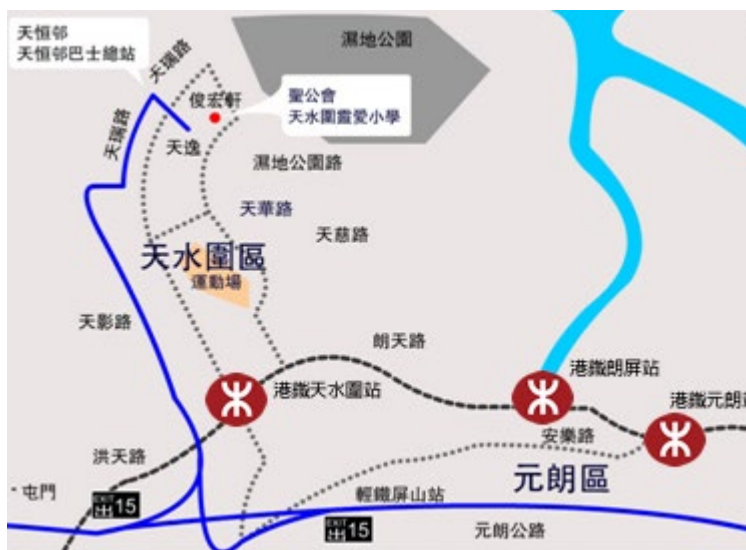 天恒邨
天恒邨巴士總站
天瑞路
濕地公園
俊宏軒
聖公會
天水圍靈愛小學
天瑞路
天逸
濕地公園路
天華路
天慈路
天水圍區
運動場
天影路
朗天路
港鐵天水圍站
港鐵朗屏站
港鐵元朗站
安樂路
洪天路
元朗區
屯門
EXIT 出 15
輕鐵屏山站
EXIT 出 15
元朗公路